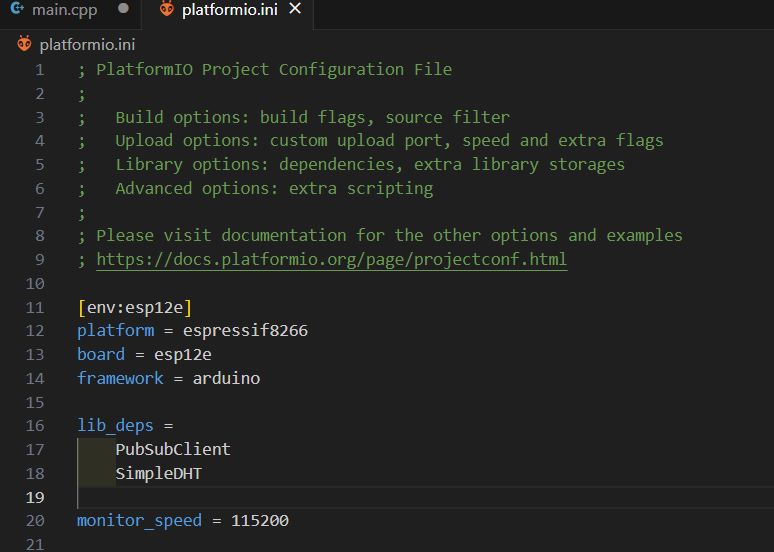 main.cpp platformio.ini
platformio.ini
1 ; PlatformIO Project Configuration File
2 ;
3 ;   Build options: build flags, source filter
4 ;   Upload options: custom upload port, speed and extra flags
5 ;   Library options: dependencies, extra library storages
6 ;   Advanced options: extra scripting
7 ;
8 ; Please visit documentation for the other options and examples
9 ; https://docs.platformio.org/page/projectconf.html
10
11 [env:esp12e]
12 platform = espressif8266
13 board = esp12e
14 framework = arduino
15
16 lib_deps =
17     PubSubClient
18     SimpleDHT
19
20 monitor_speed = 115200
21